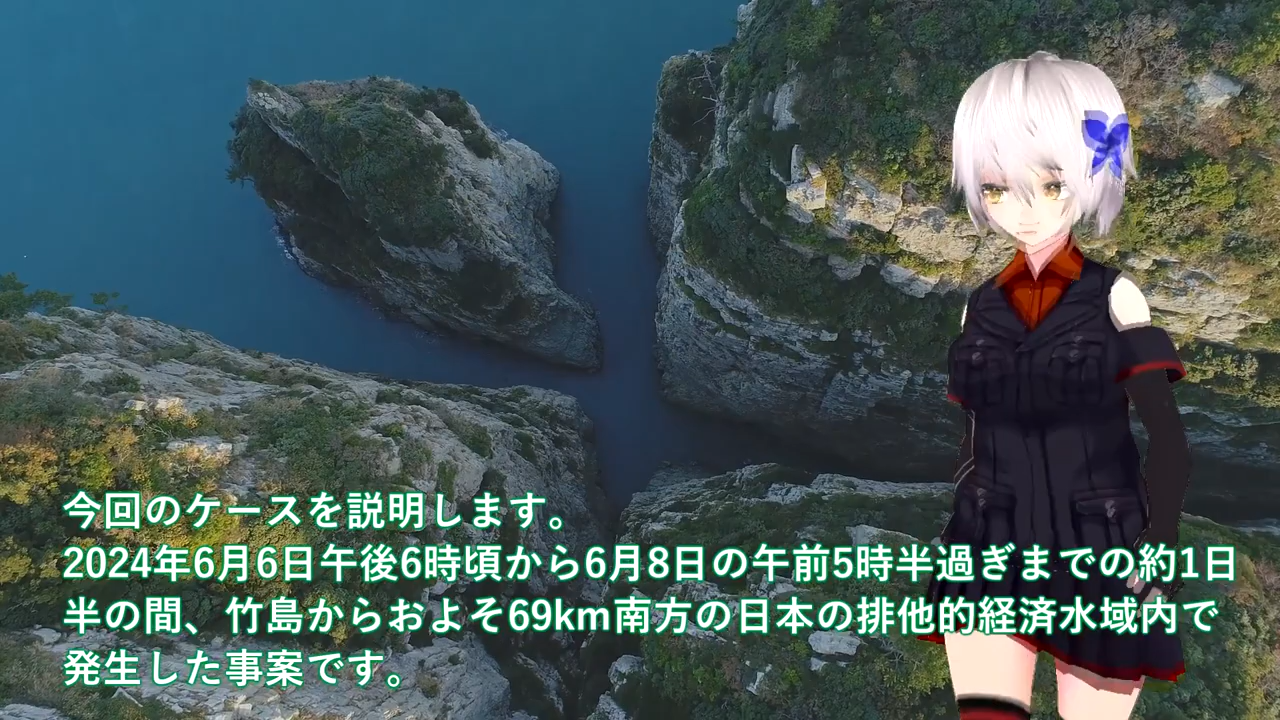 今回のケースを説明します。
2024年6月6日午後6時頃から6月8日の午前5時半過ぎまでの約1日
半の間、竹島からおよそ69km南方の日本の排他的経済水域内で
発生した事案です。